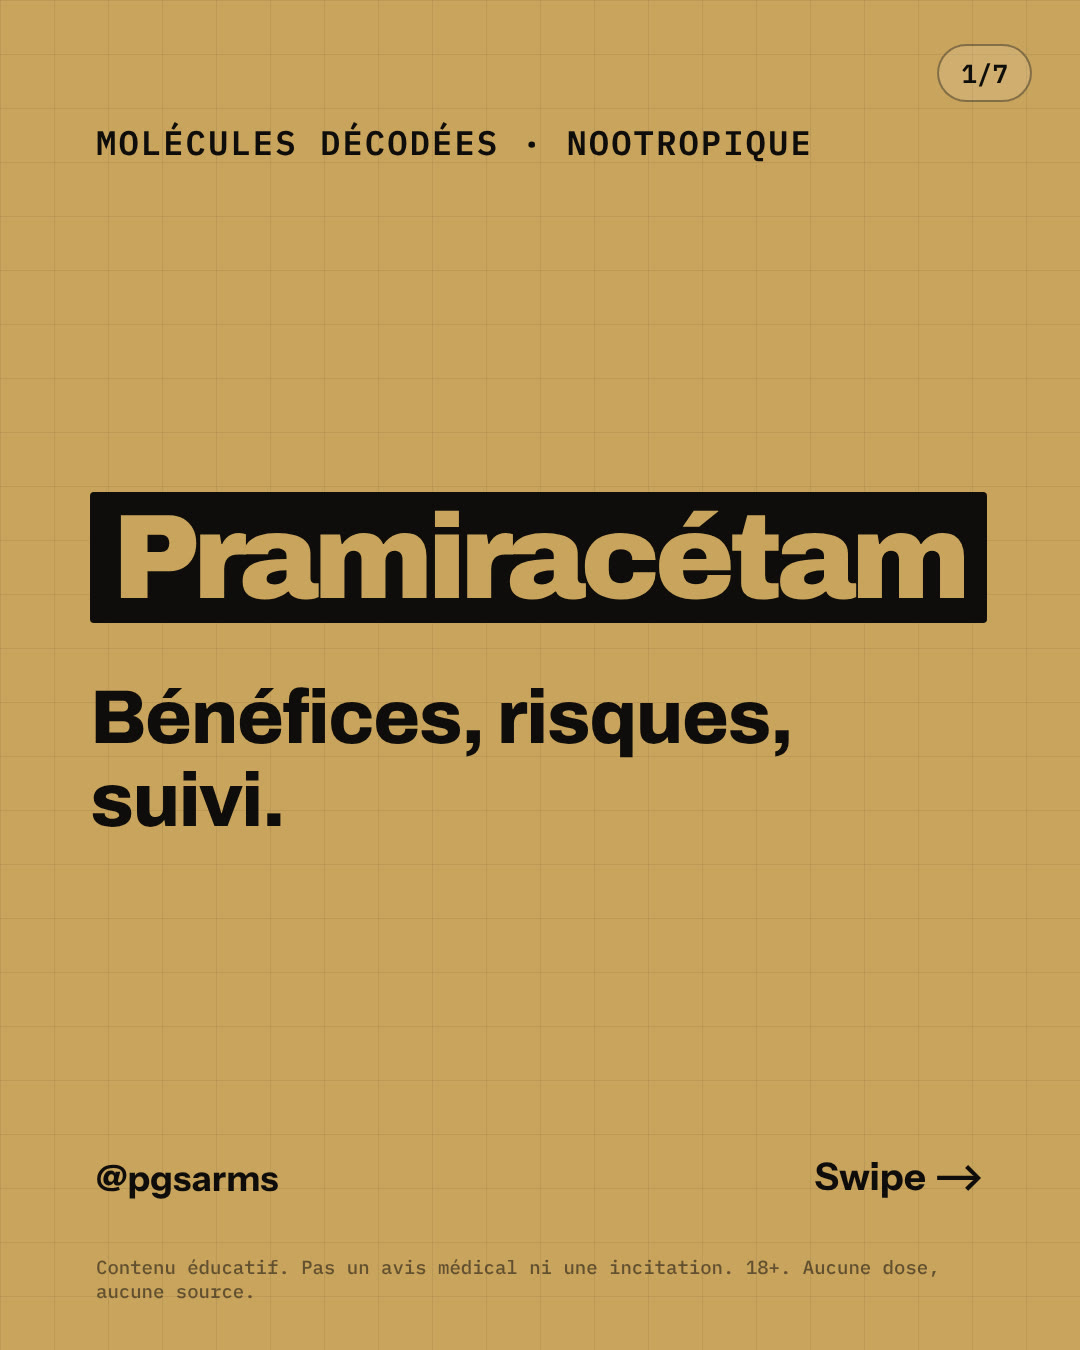 1/7
MOLÉCULES DÉCODÉES · NOOTROPIQUE
Pramiracétam
Bénéfices, risques,
suivi.
@pgsarms
Swipe →
Contenu éducatif. Pas un avis médical ni une incitation. 18+. Aucune dose,
aucune source.